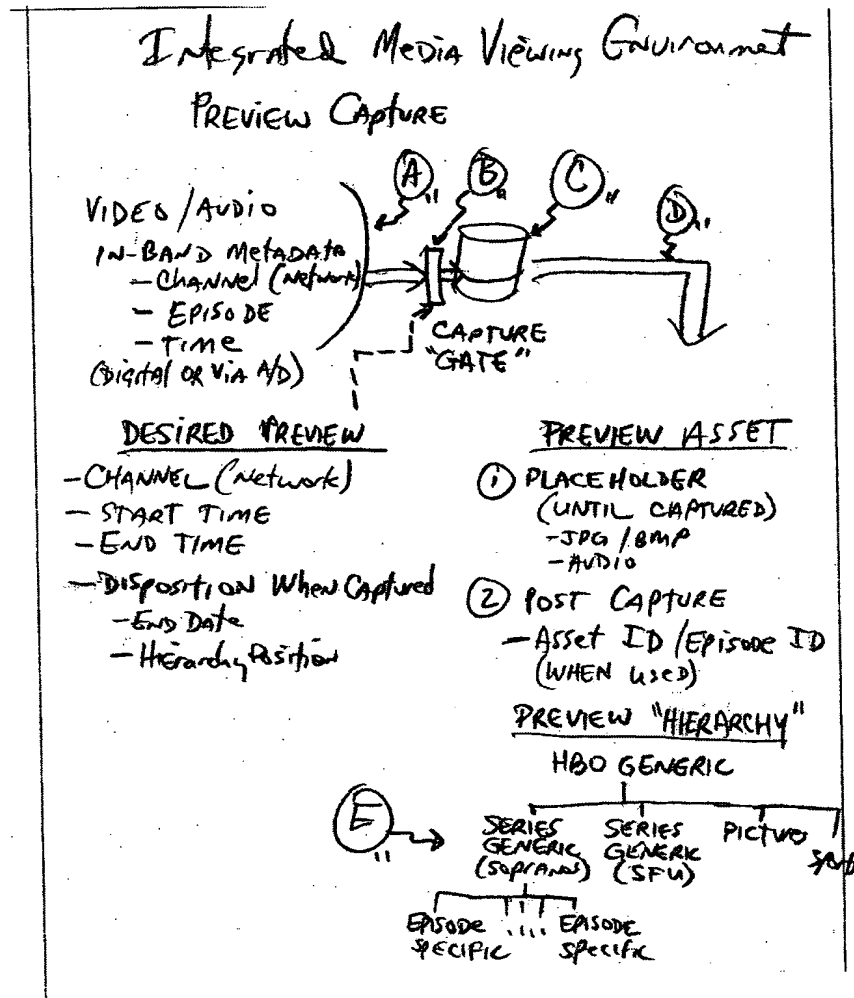 Integrated Media Viewing Environment
PREVIEW CAPTURE
A
B
C
D
VIDEO/AUDIO
IN-BAND METADATA
- Channel (Network)
- EPISODE
- Time
(Digital OR Via A/D)
CAPTURE
"GATE"
DESIRED PREVIEW
- CHANNEL (Network)
- START TIME
- END TIME
- Disposition When Captured
- End Date
- Hierarchy Position
PREVIEW ASSET
1 PLACEHOLDER
(UNTIL CAPTURED)
- JPG/BMP
- AUDIO
2 POST CAPTURE
- Asset ID/Episode ID
(WHEN USED)
PREVIEW "HIERARCHY"
HBO GENERIC
E
SERIES
GENERIC
(SOPRANOS)
SERIES
GENERIC
(SFU)
PICTURES
EPISODE
SPECIFIC
....
EPISODE
SPECIFIC